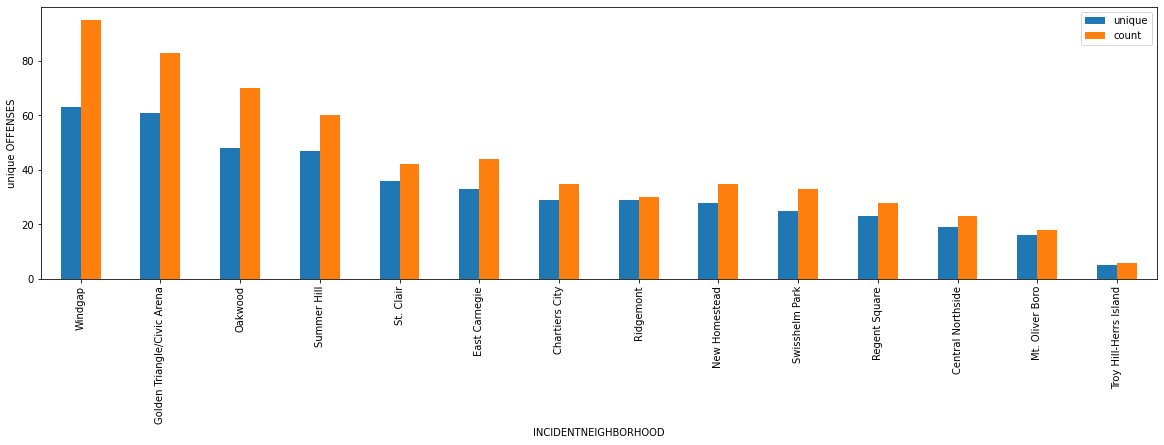 unique
count
unique OFFENSES
80
60
40
20
0
Windgap
Golden Triangle/Civic Arena
Oakwood
Summer Hill
St. Clair
East Carnegie
Chartiers City
Ridgemont
New Homestead
Swisshelm Park
Regent Square
Central Northside
Mt. Oliver Boro
Troy Hill-Herrs Island
INCIDENTNEIGHBORHOOD